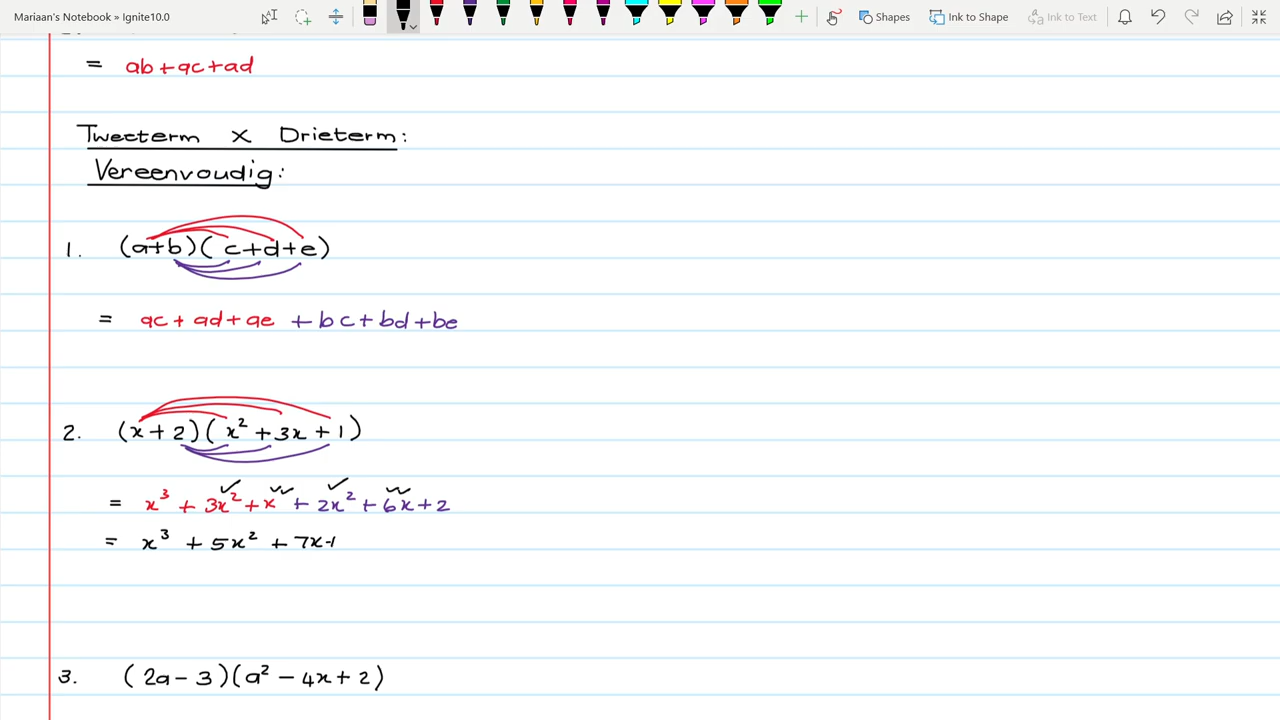 Mariaan's Notebook » Ignite10.0
Shapes
Ink to Shape
Ink to Text
= ab+ac+ad
Tweeterm x Drieterm:
Vereenvoudig:
1. (a+b)(c+d+e)
= ac + ad + ae + bc + bd + be
2. (x + 2)(x² + 3x + 1)
= x³ + 3x² + x + 2x² + 6x + 2
= x³ + 5x² + 7x
3. (2a - 3)(a² - 4x + 2)